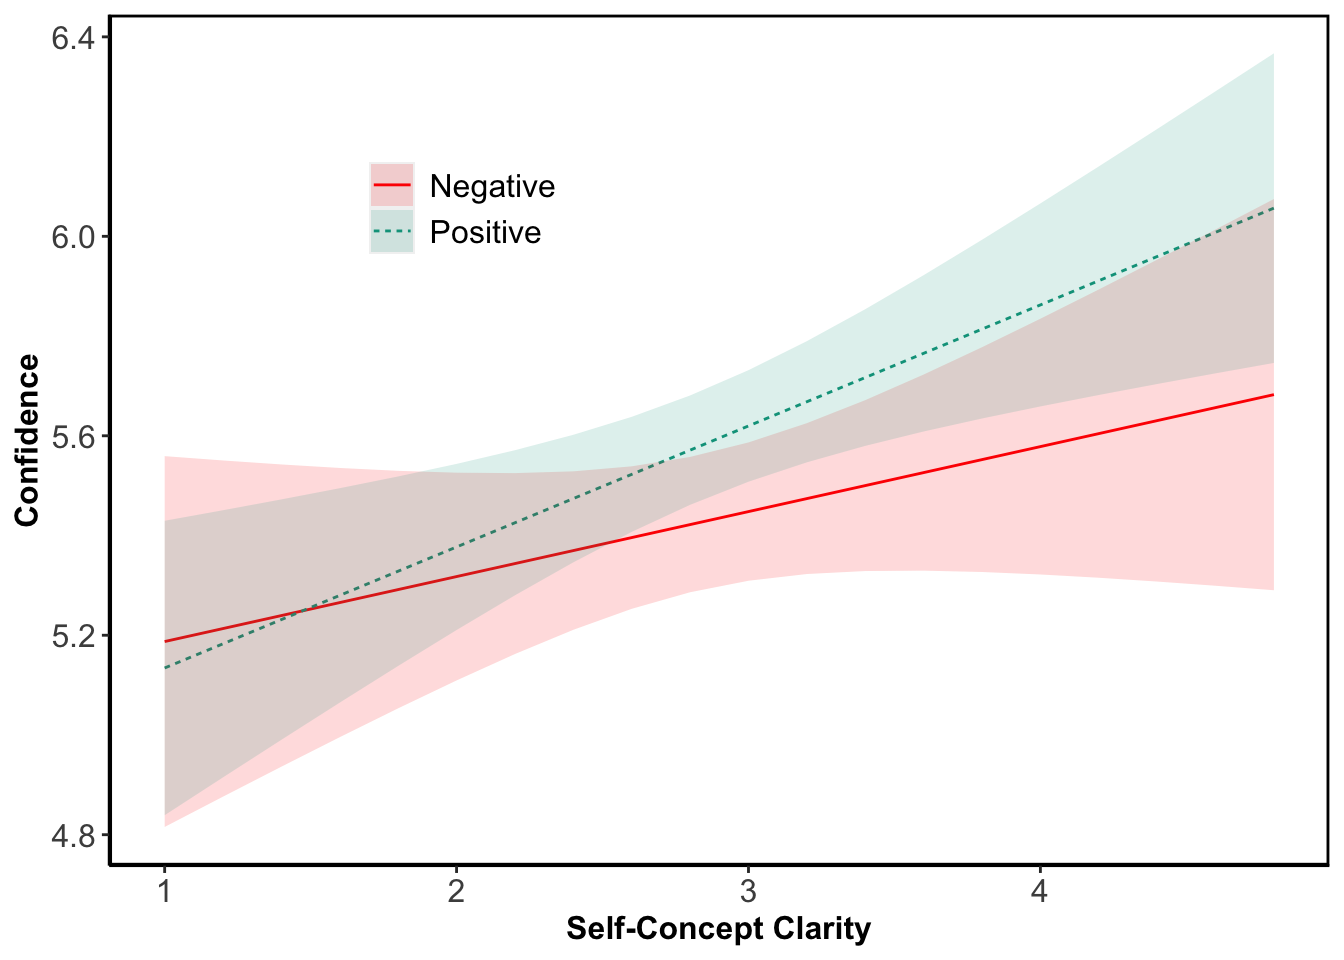 6.4
6.0
5.6
5.2
4.8
Confidence
Negative
Positive
1 2 3 4
Self-Concept Clarity